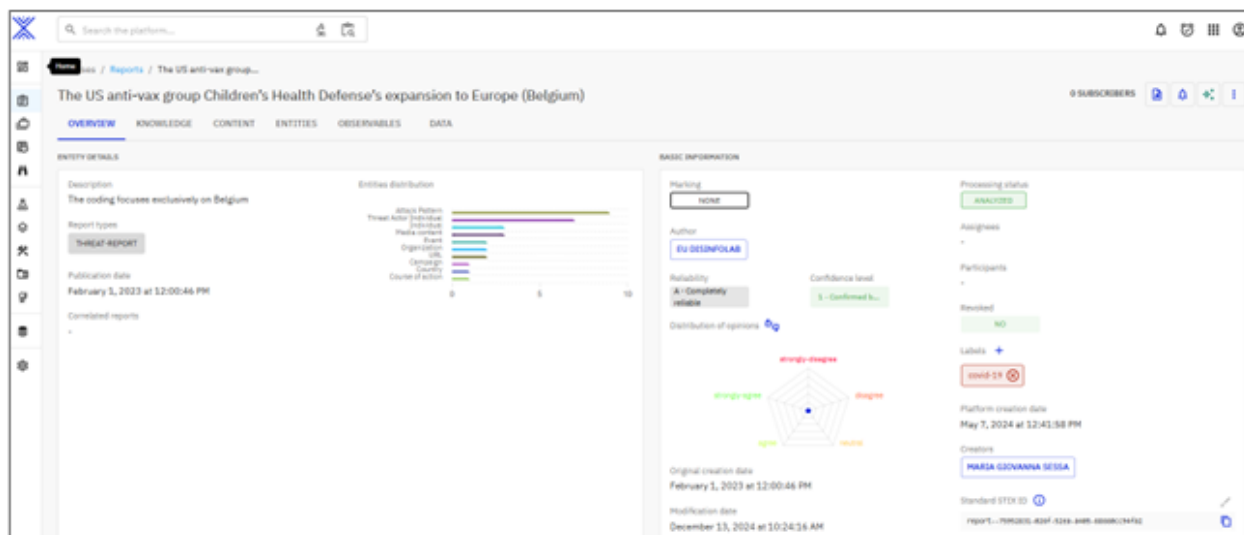 Search the platform...
Home
/ Reports / The US anti-vax group...
The US anti-vax group Children's Health Defense's expansion to Europe (Belgium)
0 SUBSCRIBERS
OVERVIEW KNOWLEDGE CONTENT ENTITIES OBSERVABLES DATA
ENTITY DETAILS
Description
The coding focuses exclusively on Belgium
Report types
THREAT-REPORT
Publication date
February 1, 2023 at 12:00:46 PM
Correlated reports
-
Entities distribution
Attack Pattern
Threat Actor Individual
Individual
Media content
Event
Organization
URL
Campaign
Country
Course of action
0 5 10
BASIC INFORMATION
Marking
NONE
Author
EU DISINFOLAB
Reliability
A - Completely
reliable
Confidence level
1 - Confirmed b...
Distribution of opinions
strongly-disagree
strongly-agree
disagree
agree
neutral
Original creation date
February 1, 2023 at 12:00:46 PM
Modification date
December 13, 2024 at 10:24:16 AM
Processing status
ANALYZED
Assignees
-
Participants
-
Revoked
NO
Labels +
covid-19
Platform creation date
May 7, 2024 at 12:41:58 PM
Creators
MARIA GIOVANNA SESSA
Standard STIX ID